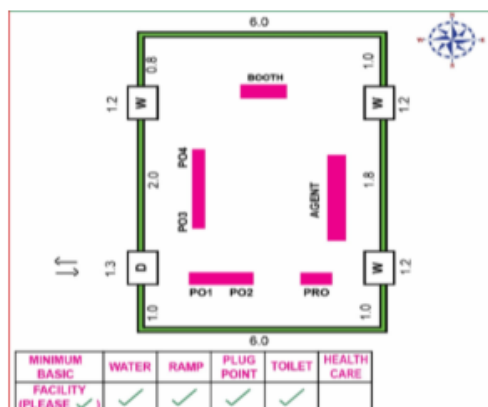 6.0
0.8
1.0
BOOTH
1.2
W
W
1.2
PO4
2.0
1.8
AGENT
PO3
1.3
D
W
1.2
PO1
PO2
PRO
1.0
1.0
6.0
MINIMUM BASIC
WATER
RAMP
PLUG POINT
TOILET
HEALTH CARE
FACILITY (PLEASE ✓)
✓ ✓ ✓ ✓